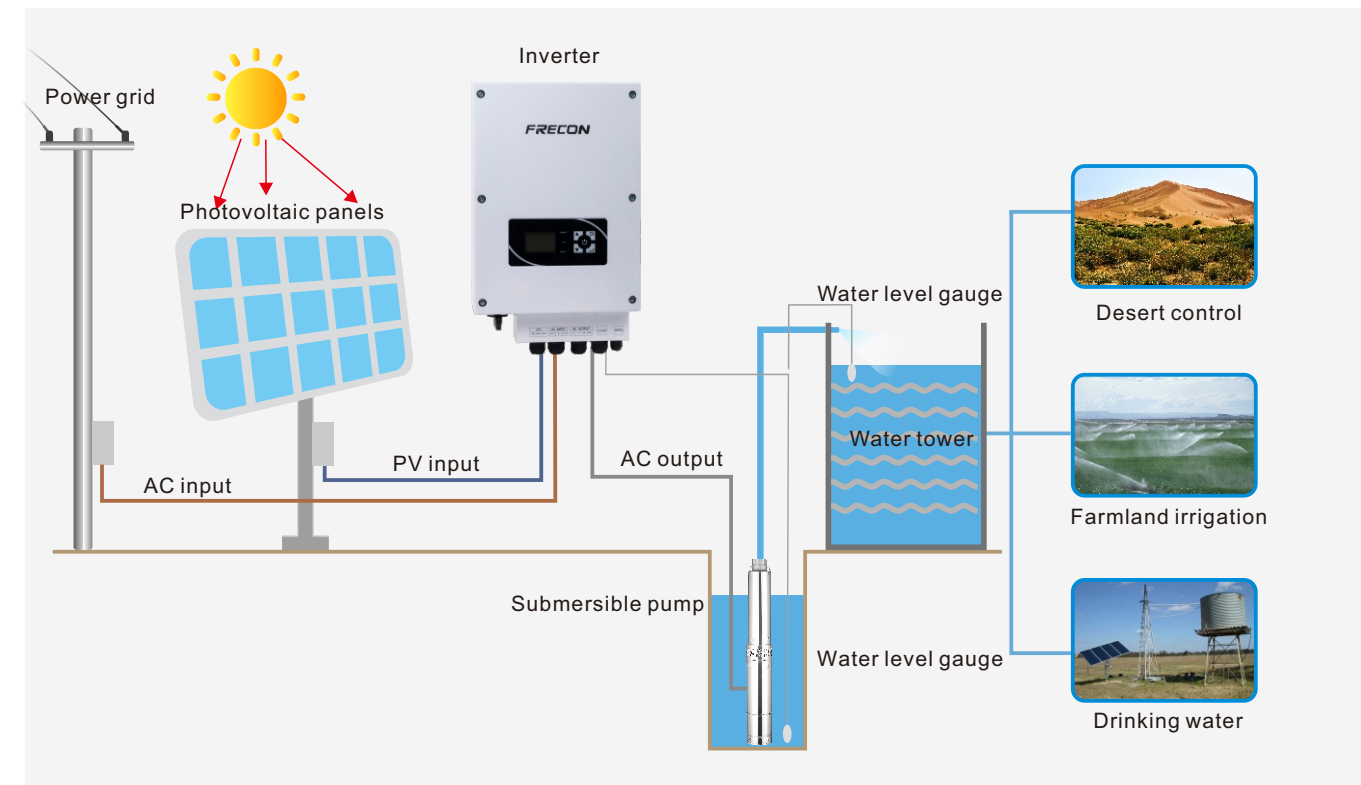 Inverter
Power grid
FRECON
Photovoltaic panels
Water level gauge
Desert control
Water tower
PV input
AC output
AC input
Farmland irrigation
Submersible pump
Water level gauge
Drinking water